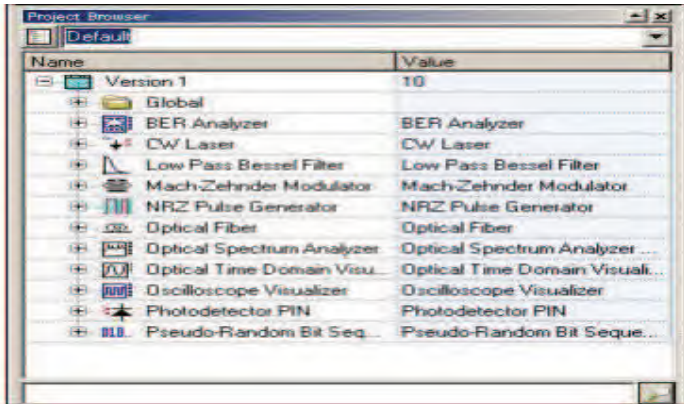 Project Browser
Default
Name Value
Version 1 10
Global
BER Analyzer BER Analyzer
CW Laser CW Laser
Low Pass Bessel Filter Low Pass Bessel Filter
Mach-Zehnder Modulator Mach-Zehnder Modulator
NRZ Pulse Generator NRZ Pulse Generator
Optical Fiber Optical Fiber
Optical Spectrum Analyzer Optical Spectrum Analyzer ...
Optical Time Domain Visu... Optical Time Domain Visuali...
Oscilloscope Visualizer Oscilloscope Visualizer
Photodetector PIN Photodetector PIN
010.. Pseudo-Random Bit Seq... Pseudo-Random Bit Seque...